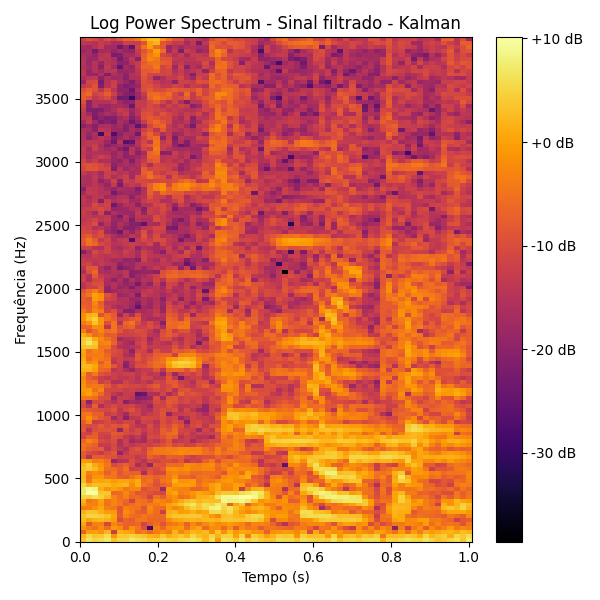 Log Power Spectrum - Sinal filtrado - Kalman
Frequência (Hz)
3500
3000
2500
2000
1500
1000
500
0
0.0 0.2 0.4 0.6 0.8 1.0
Tempo (s)
+10 dB
+0 dB
-10 dB
-20 dB
-30 dB